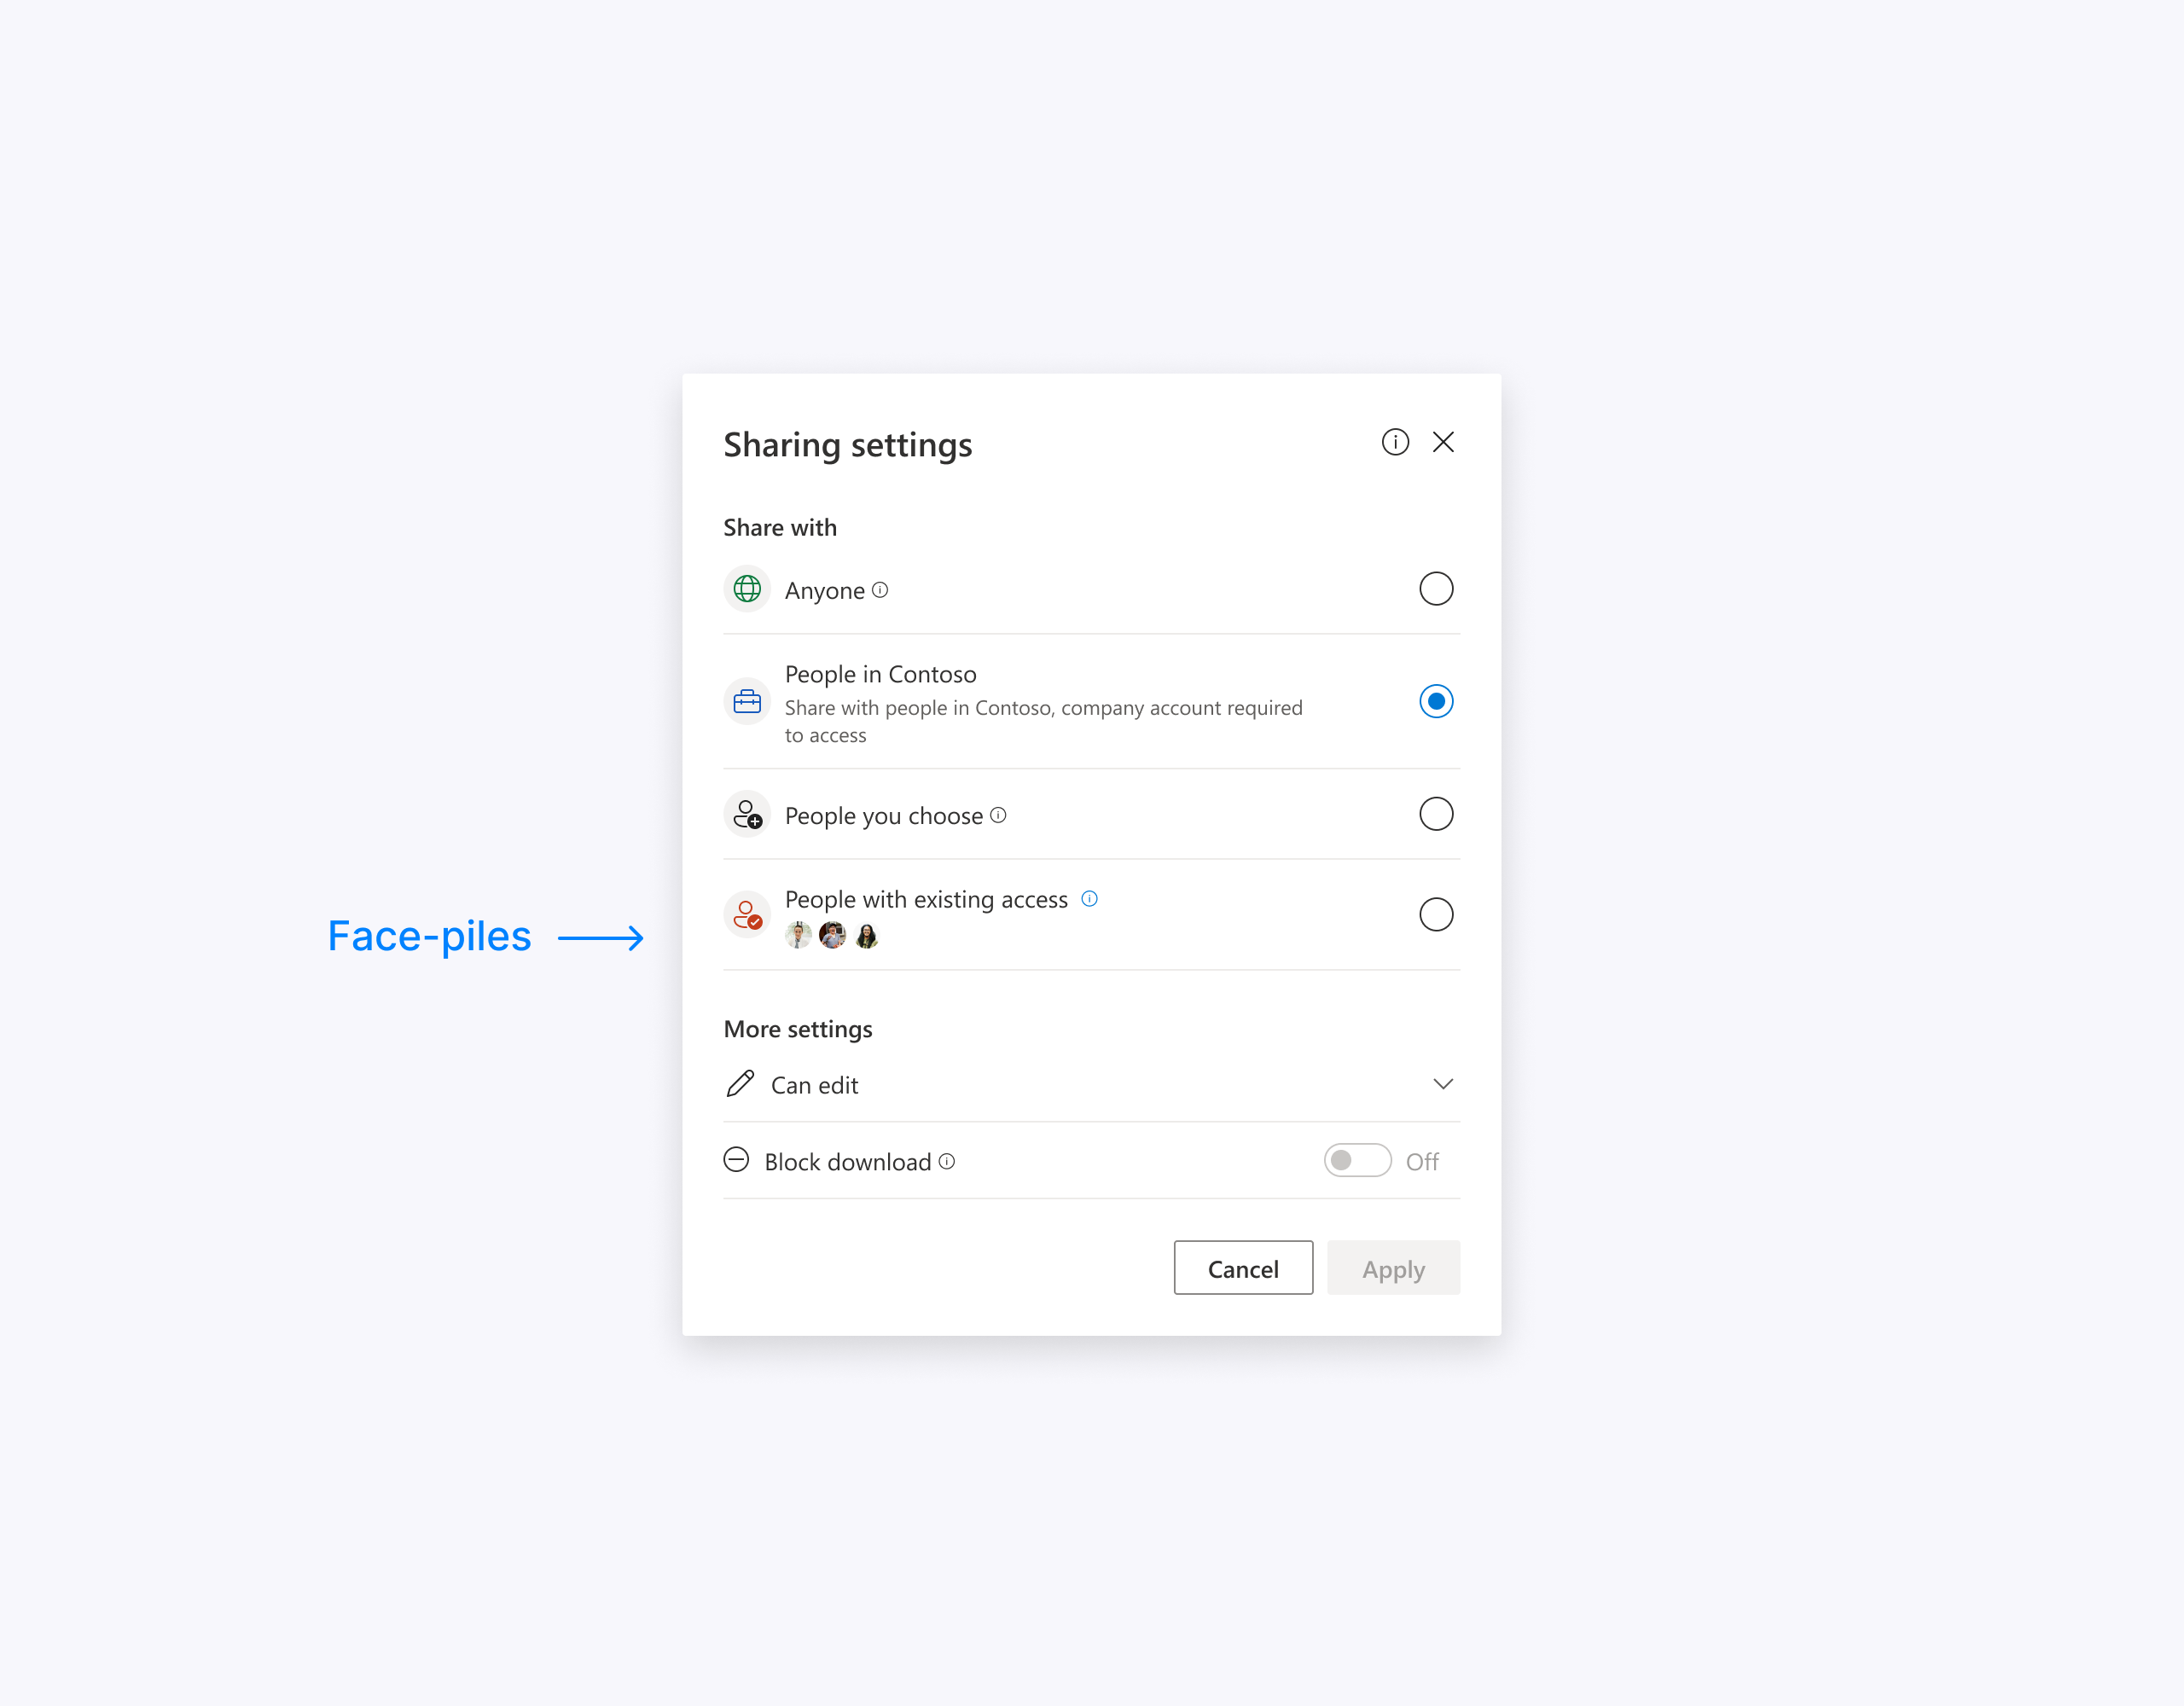 Sharing settings
Share with
Anyone
People in Contoso
Share with people in Contoso, company account required
to access
People you choose
People with existing access
Face-piles
More settings
Can edit
Block download
Off
Cancel
Apply